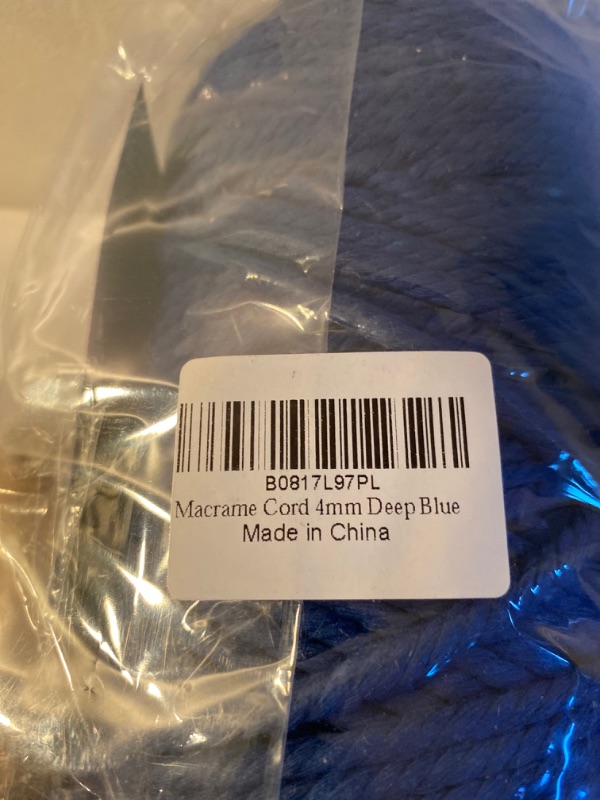 B0817L97PL
Macrame Cord 4mm Deep Blue
Made in China